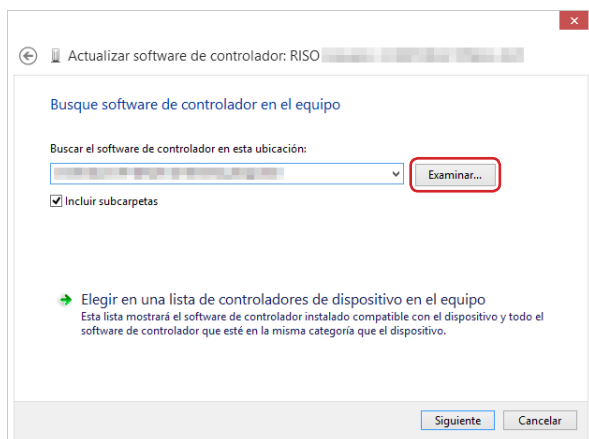 Actualizar software de controlador: RISO
Busque software de controlador en el equipo
Buscar el software de controlador en esta ubicación:
Examinar...
Incluir subcarpetas
Elegir en una lista de controladores de dispositivo en el equipo
Esta lista mostrará el software de controlador instalado compatible con el dispositivo y todo el
software de controlador que esté en la misma categoría que el dispositivo.
Siguiente Cancelar